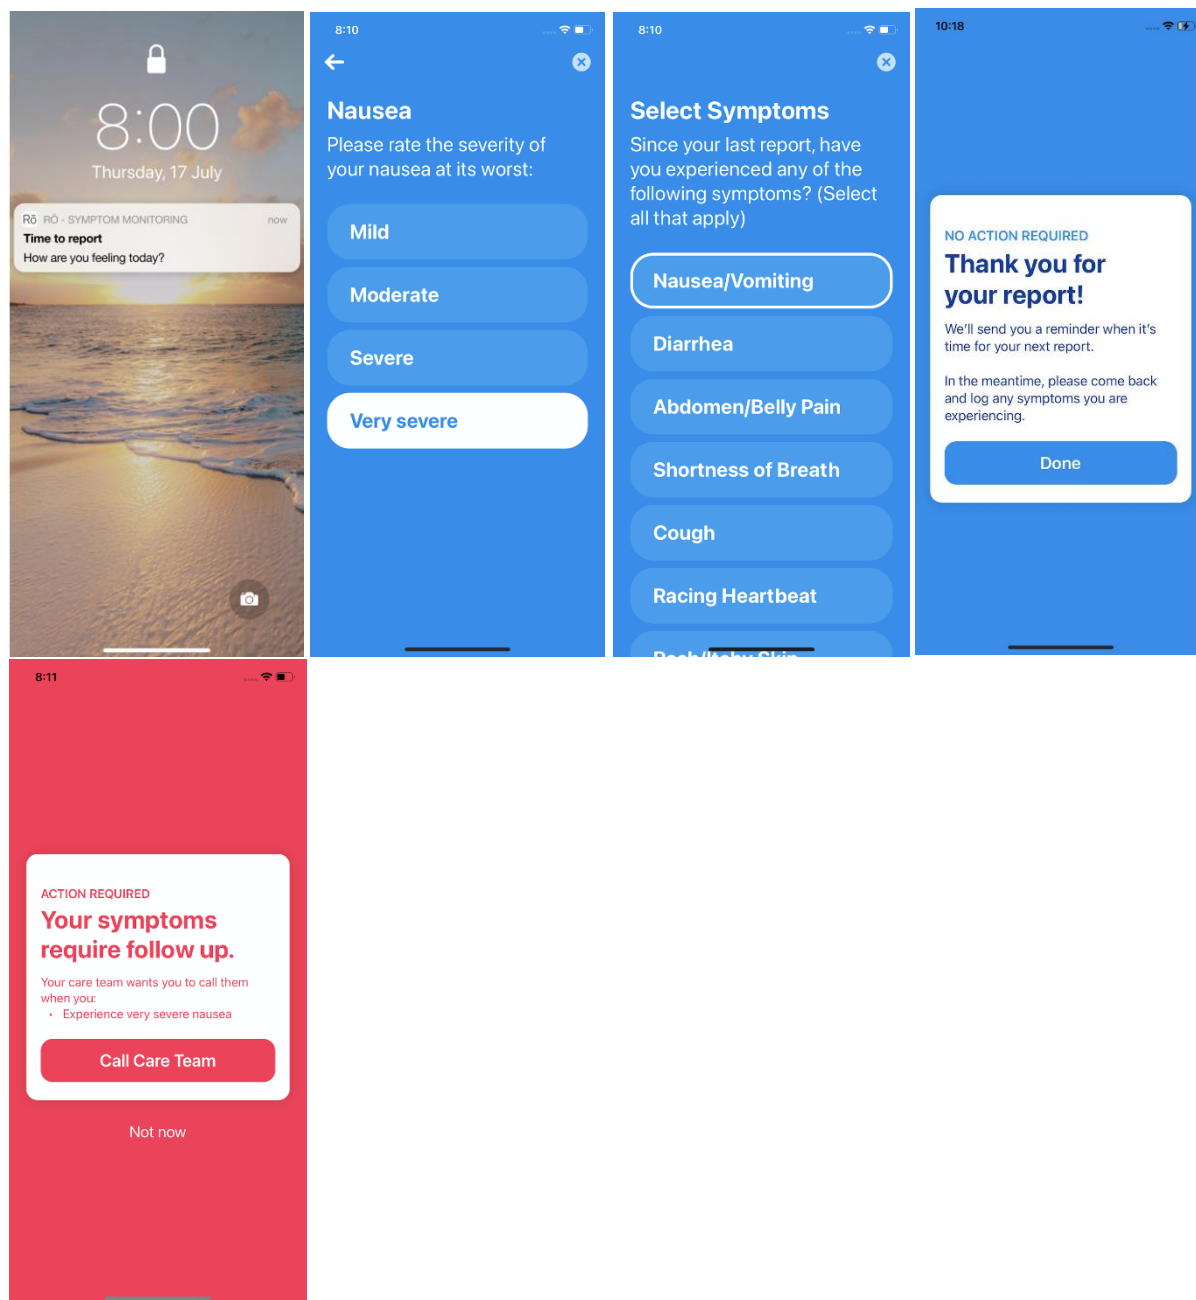 8:00
Thursday, 17 July
Rō RŌ - SYMPTOM MONITORING now
Time to report
How are you feeling today?
8:10
Nausea
Please rate the severity of
your nausea at its worst:
Mild
Moderate
Severe
Very severe
8:10
Select Symptoms
Since your last report, have
you experienced any of the
following symptoms? (Select
all that apply)
Nausea/Vomiting
Diarrhea
Abdomen/Belly Pain
Shortness of Breath
Cough
Racing Heartbeat
Rash/Itchy Skin
10:18
NO ACTION REQUIRED
Thank you for
your report!
We’ll send you a reminder when it’s
time for your next report.
In the meantime, please come back
and log any symptoms you are
experiencing.
Done
8:11
ACTION REQUIRED
Your symptoms
require follow up.
Your care team wants you to call them
when you:
• Experience very severe nausea
Call Care Team
Not now